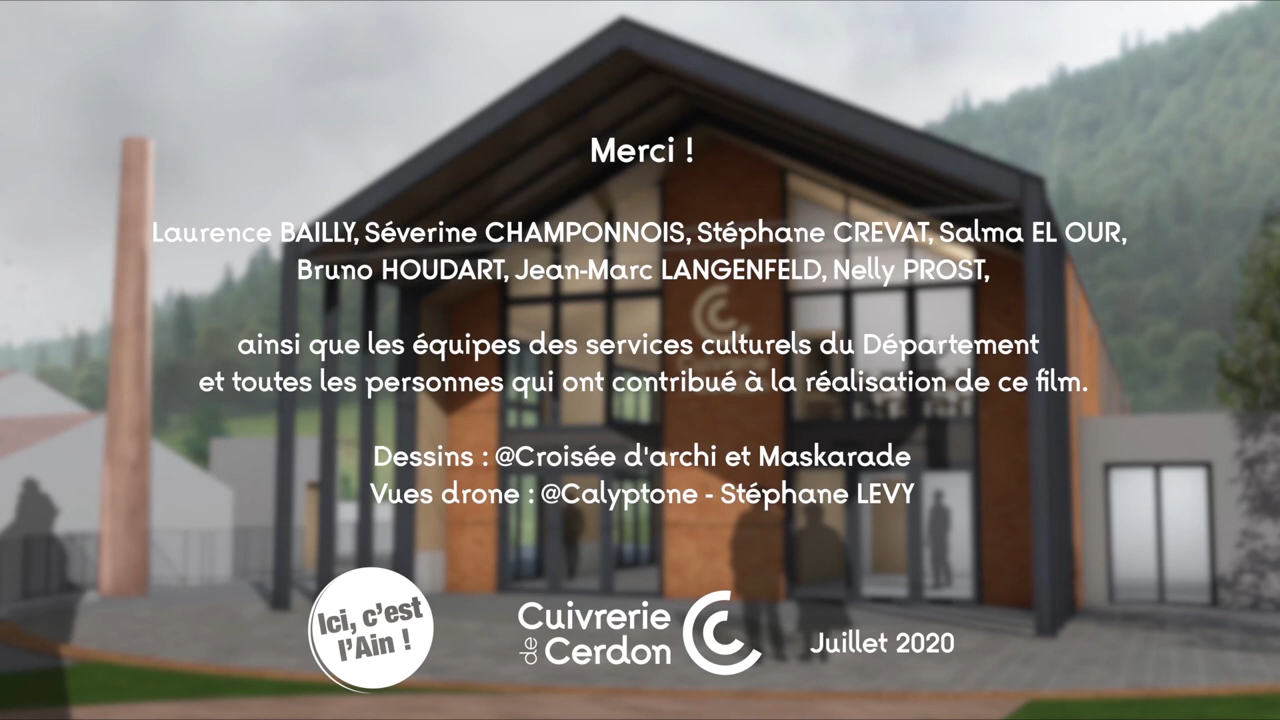 Merci !
Laurence BAILLY, Séverine CHAMPONNOIS, Stéphane CREVAT, Salma EL OUR,
Bruno HOUDART, Jean-Marc LANGENFELD, Nelly PROST,
ainsi que les équipes des services culturels du Département
et toutes les personnes qui ont contribué à la réalisation de ce film.
Dessins : @Croisée d'archi et Maskarade
Vues drone : @Calyptone - Stéphane LEVY
Ici, c'est
l'Ain !
Cuivrerie
de Cerdon
Juillet 2020